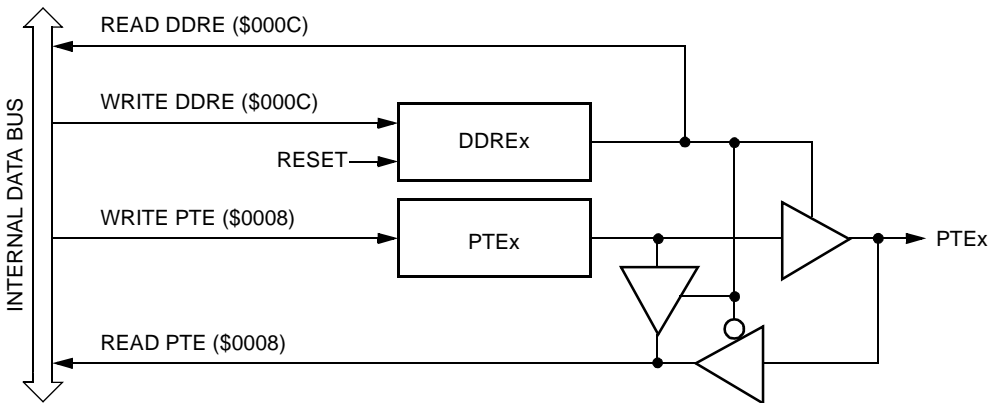 READ DDRE ($000C)
WRITE DDRE ($000C)
DDREx
RESET
INTERNAL DATA BUS
WRITE PTE ($0008)
PTEx
PTEx
READ PTE ($0008)